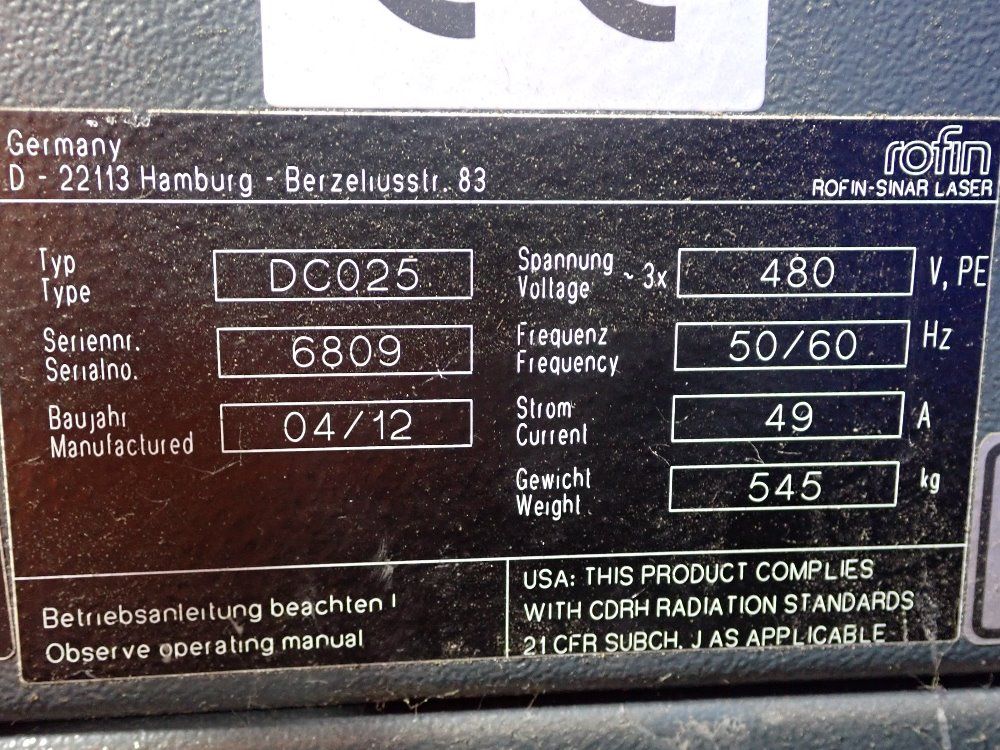 CE
Germany
D - 22113 Hamburg - Berzeliusstr. 83
rofin
ROFIN-SINAR LASER
Typ
Type
DC025
Seriennr.
Serialno.
6809
Baujahr
Manufactured
04/12
Spannung
Voltage
~ 3x
480
V, PE
Frequenz
Frequency
50/60
Hz
Strom
Current
49
A
Gewicht
Weight
545
kg
Betriebsanleitung beachten !
Observe operating manual
USA: THIS PRODUCT COMPLIES
WITH CDRH RADIATION STANDARDS
21 CFR SUBCH. J AS APPLICABLE